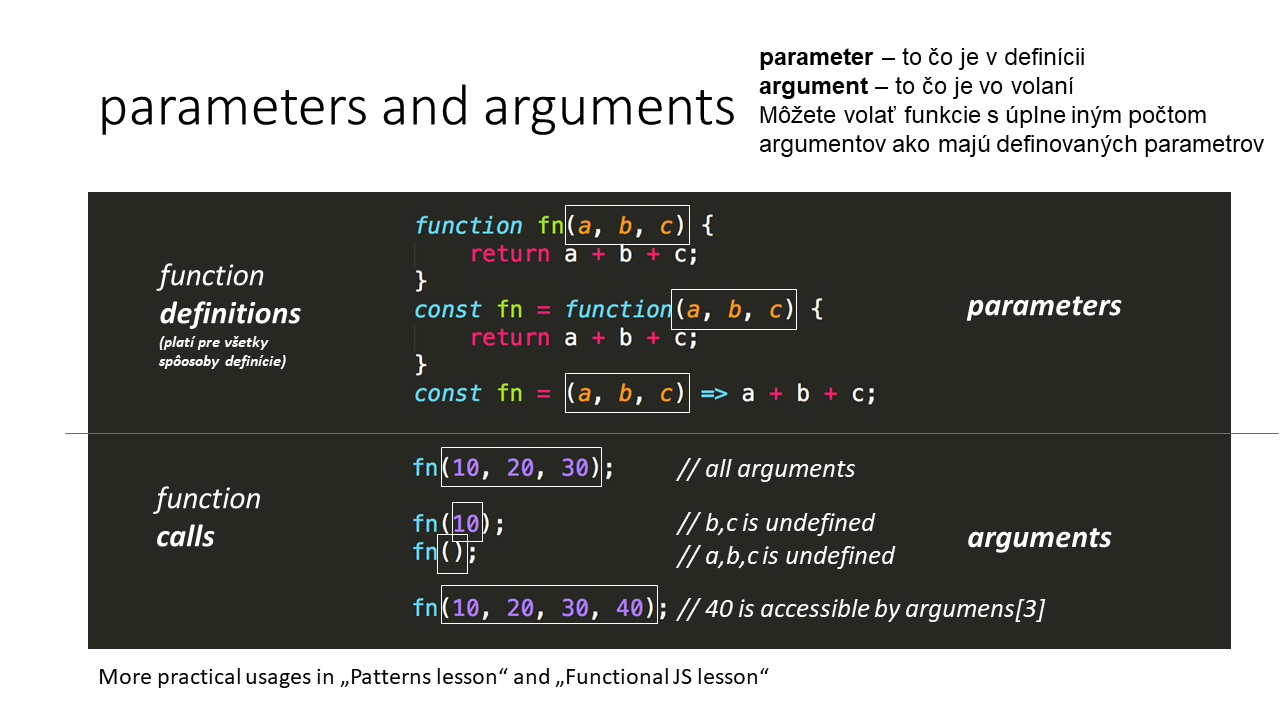 parameters and arguments
parameter – to čo je v definícii
argument – to čo je vo volaní
Môžete volať funkcie s úplne iným počtom
argumentov ako majú definovaných parametrov
function
definitions
(platí pre všetky
spôosoby definície)
function fn(a, b, c) {
    return a + b + c;
}
const fn = function(a, b, c) {
    return a + b + c;
}
const fn = (a, b, c) => a + b + c;
parameters
function
calls
fn(10, 20, 30); // all arguments
fn(10); // b,c is undefined
fn(); // a,b,c is undefined
fn(10, 20, 30, 40); // 40 is accessible by argumens[3]
arguments
More practical usages in „Patterns lesson“ and „Functional JS lesson“